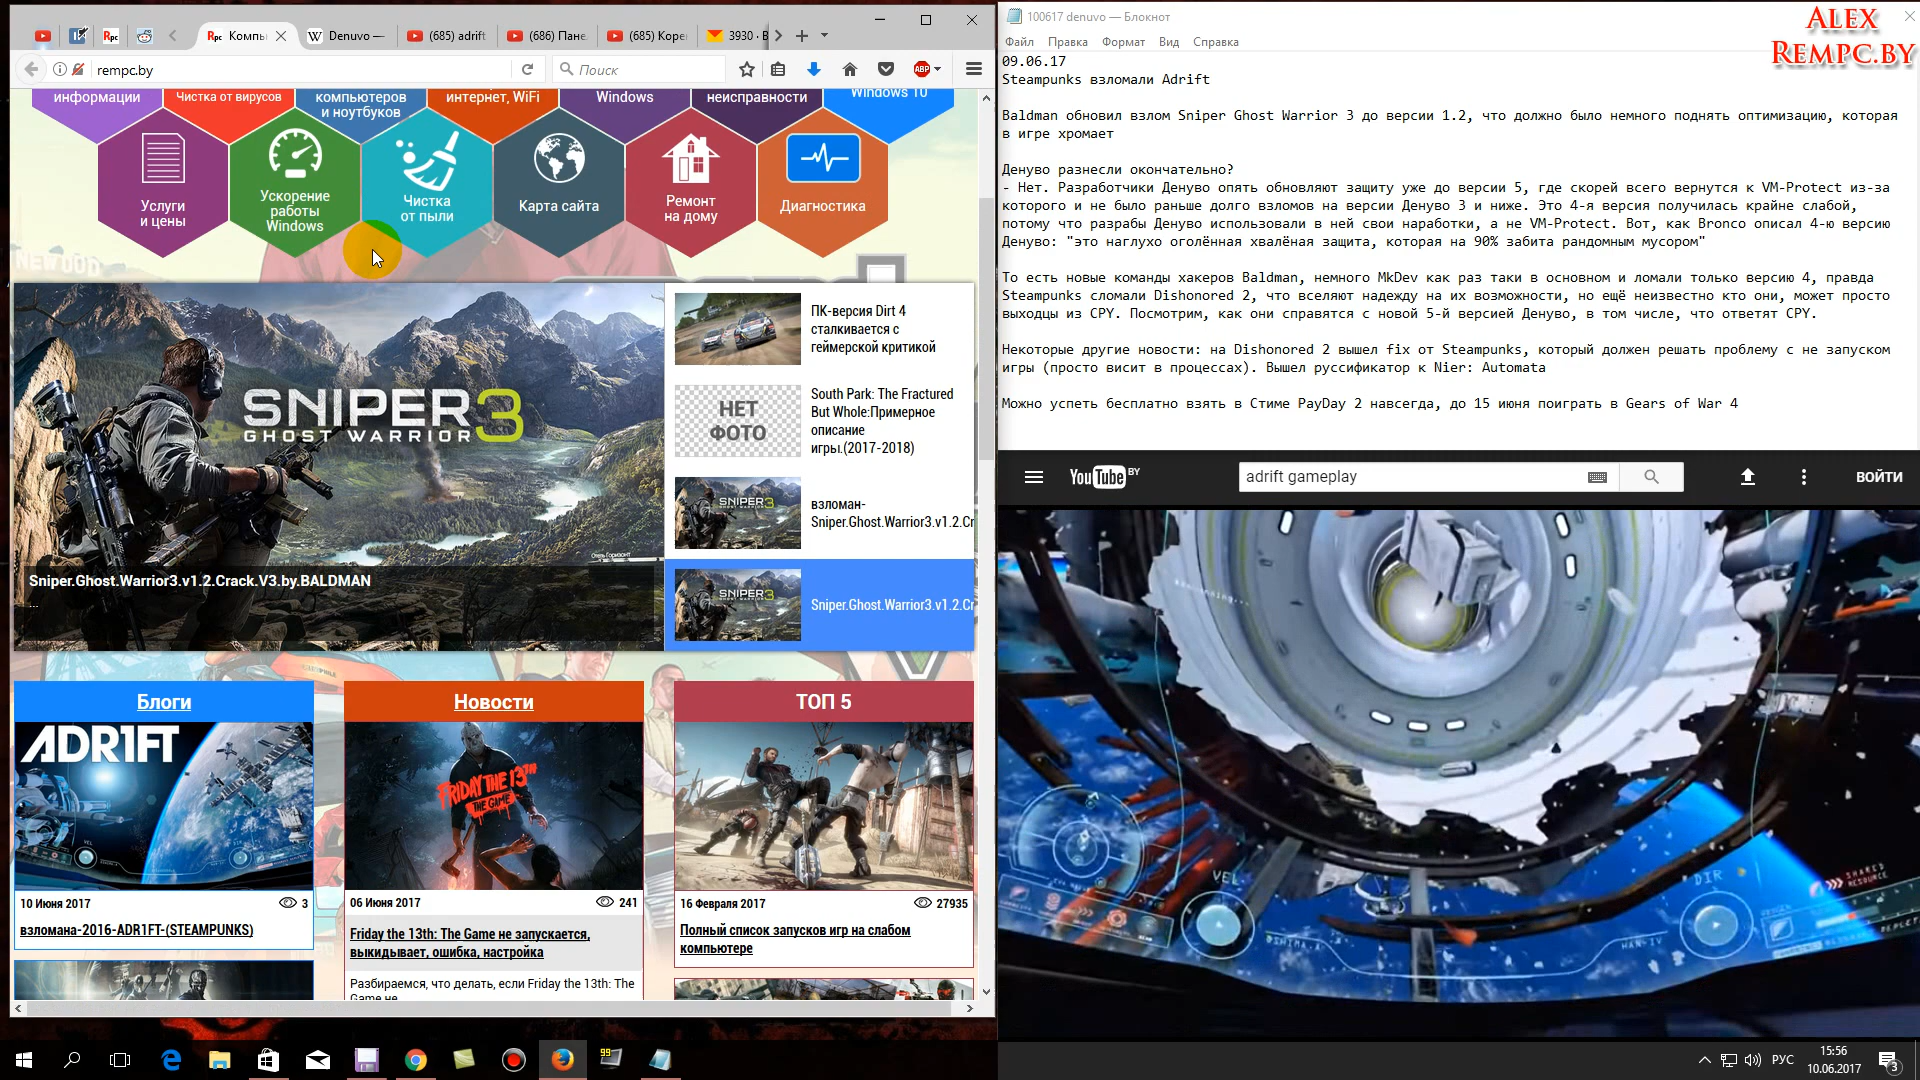 Компь
Denuvo —
(685) adrift
(686) Пане
(685) Корен
3930 · В
rempc.by
Поиск
информации
Чистка от вирусов
компьютеров
и ноутбуков
интернет, WiFi
Windows
неисправности
Windows 10
Услуги
и цены
Ускорение
работы
Windows
Чистка
от пыли
Карта сайта
Ремонт
на дому
Диагностика
SNIPER 3
GHOST WARRIOR
Sniper.Ghost.Warrior3.v1.2.Crack.V3.by.BALDMAN
...
ПК-версия Dirt 4
сталкивается с
геймерской критикой
НЕТ
ФОТО
South Park: The Fractured
But Whole:Примерное
описание
игры.(2017-2018)
взломан-
Sniper.Ghost.Warrior3.v1.2.Cr
Sniper.Ghost.Warrior3.v1.2.Cr
Блоги
ADR1FT
10 Июня 2017
3
взломана-2016-ADR1FT-(STEAMPUNKS)
Новости
FRIDAY THE 13TH
THE GAME
06 Июня 2017
241
Friday the 13th: The Game не запускается,
выкидывает, ошибка, настройка
Разбираемся, что делать, если Friday the 13th: The
Game не
ТОП 5
16 Февраля 2017
27935
Полный список запусков игр на слабом
компьютере
100617 denuvo — Блокнот
Файл Правка Формат Вид Справка
ALEX
REMPC.BY
09.06.17
Steampunks взломали Adrift
Baldman обновил взлом Sniper Ghost Warrior 3 до версии 1.2, что должно было немного поднять оптимизацию, которая
в игре хромает
Денуво разнесли окончательно?
- Нет. Разработчики Денуво опять обновляют защиту уже до версии 5, где скорей всего вернутся к VM-Protect из-за
которого и не было раньше долго взломов на версии Денуво 3 и ниже. Это 4-я версия получилась крайне слабой,
потому что разрабы Денуво использовали в ней свои наработки, а не VM-Protect. Вот, как Bronco описал 4-ю версию
Денуво: "это наглухо оголённая хвалёная защита, которая на 90% забита рандомным мусором"
То есть новые команды хакеров Baldman, немного MkDev как раз таки в основном и ломали только версию 4, правда
Steampunks сломали Dishonored 2, что вселяют надежду на их возможности, но ещё неизвестно кто они, может просто
выходцы из CPY. Посмотрим, как они справятся с новой 5-й версией Денуво, в том числе, что ответят CPY.
Некоторые другие новости: на Dishonored 2 вышел fix от Steampunks, который должен решать проблему с не запуском
игры (просто висит в процессах). Вышел руссификатор к Nier: Automata
Можно успеть бесплатно взять в Стиме PayDay 2 навсегда, до 15 июня поиграть в Gears of War 4
YouTube BY
adrift gameplay
ВОЙТИ
VEL
DIR
SHARED
RESOURCE
HAN-IV
РУС
15:56
10.06.2017
3